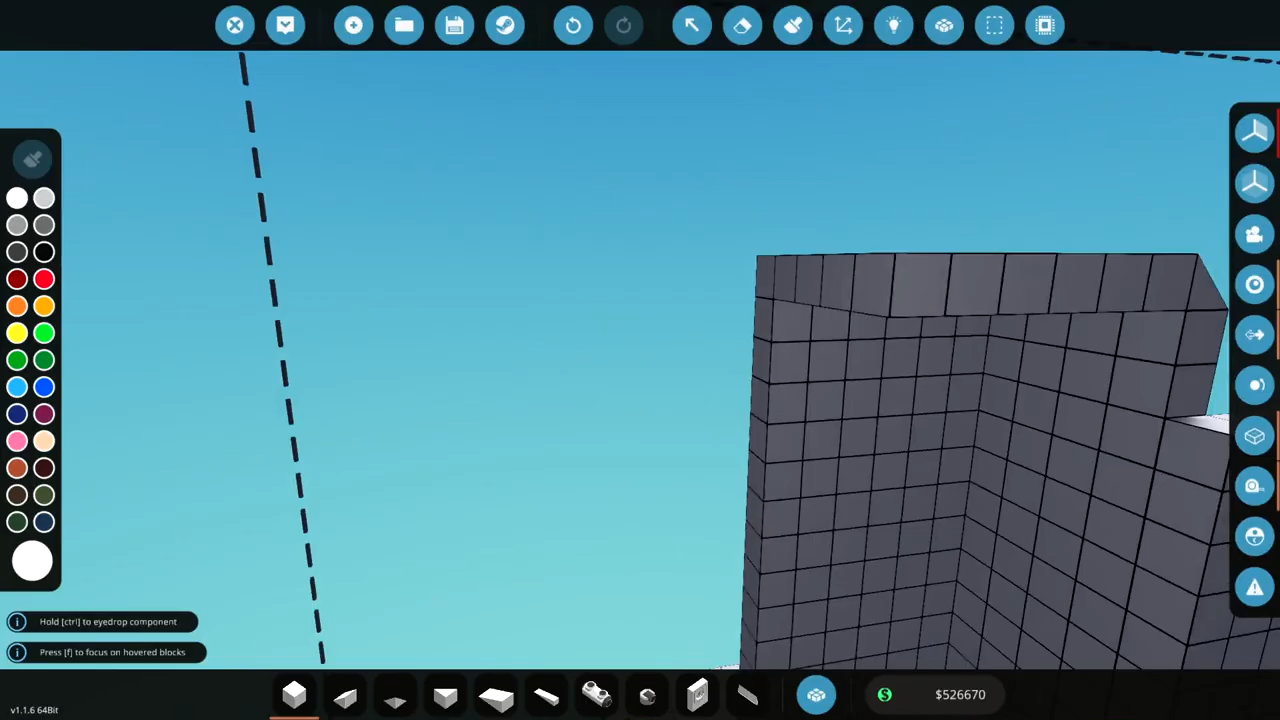 Hold [ctrl] to eyedrop component
Press [f] to focus on hovered blocks
$526670
v1.1.6 64Bit